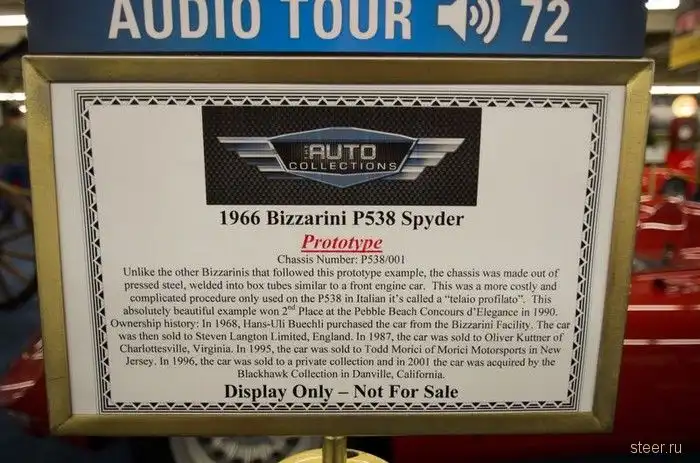 AUDIO TOUR 72
THE
AUTO
COLLECTIONS
1966 Bizzarini P538 Spyder
Prototype
Chassis Number: P538/001
Unlike the other Bizzarinis that followed this prototype example, the chassis was made out of
pressed steel, welded into box tubes similar to a front engine car. This was a more costly and
complicated procedure only used on the P538 in Italian it's called a "telaio profilato". This
absolutely beautiful example won 2nd Place at the Pebble Beach Concours d'Elegance in 1990.
Ownership history: In 1968, Hans-Uli Buechli purchased the car from the Bizzarini Facility. The car
was then sold to Steven Langton Limited, England. In 1987, the car was sold to Oliver Kuttner of
Charlottesville, Virginia. In 1995, the car was sold to Todd Morici of Morici Motorsports in New
Jersey. In 1996, the car was sold to a private collection and in 2001 the car was acquired by the
Blackhawk Collection in Danville, California.
Display Only – Not For Sale
steer.ru